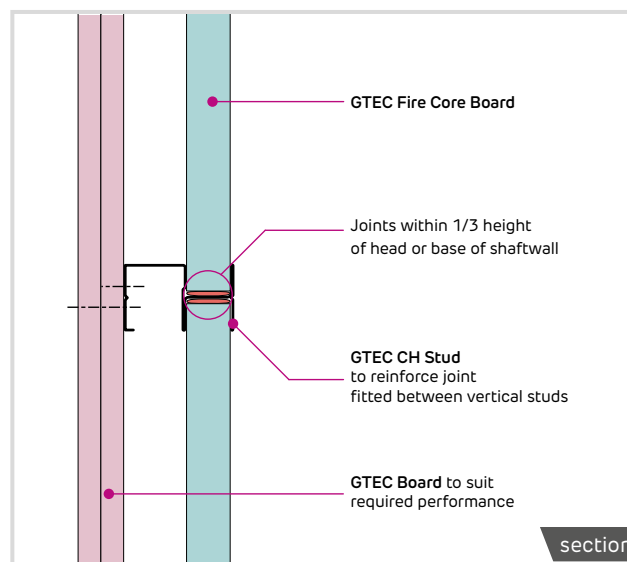 GTEC Fire Core Board
Joints within 1/3 height
of head or base of shaftwall
GTEC CH Stud
to reinforce joint
fitted between vertical studs
GTEC Board to suit
required performance
section